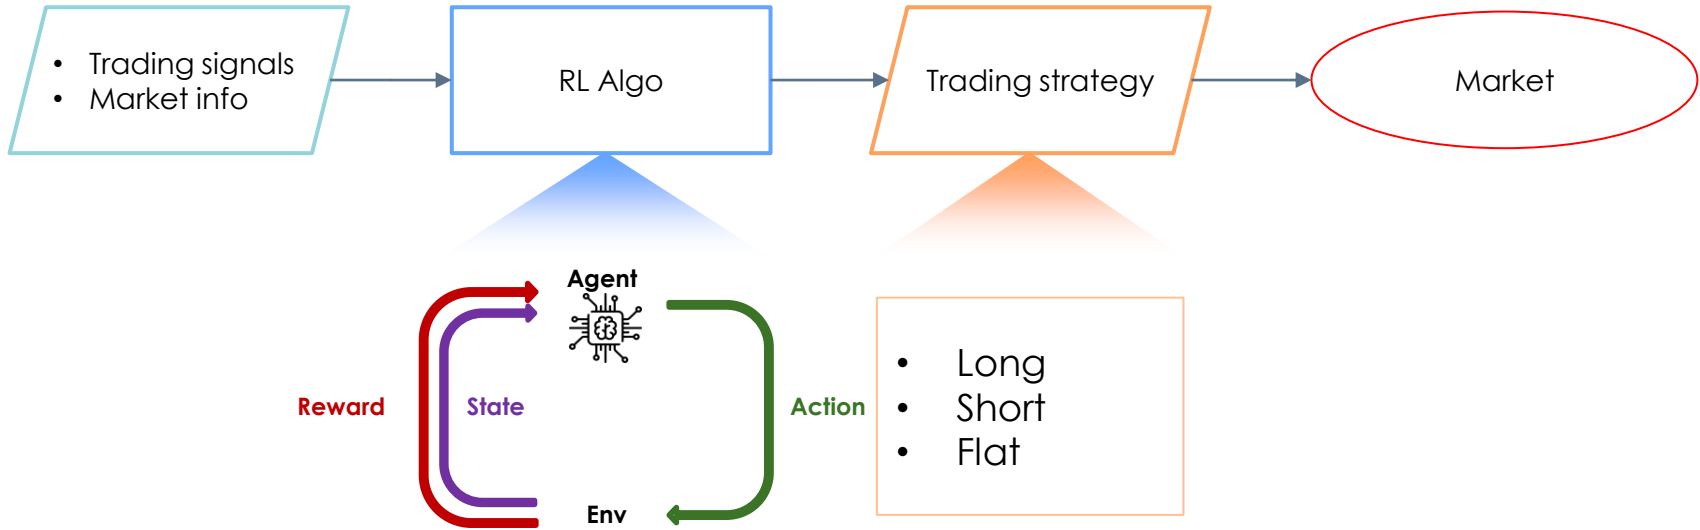 • Trading signals
• Market info
RL Algo
Trading strategy
Market
Agent
Reward
State
Action
Env
• Long
• Short
• Flat